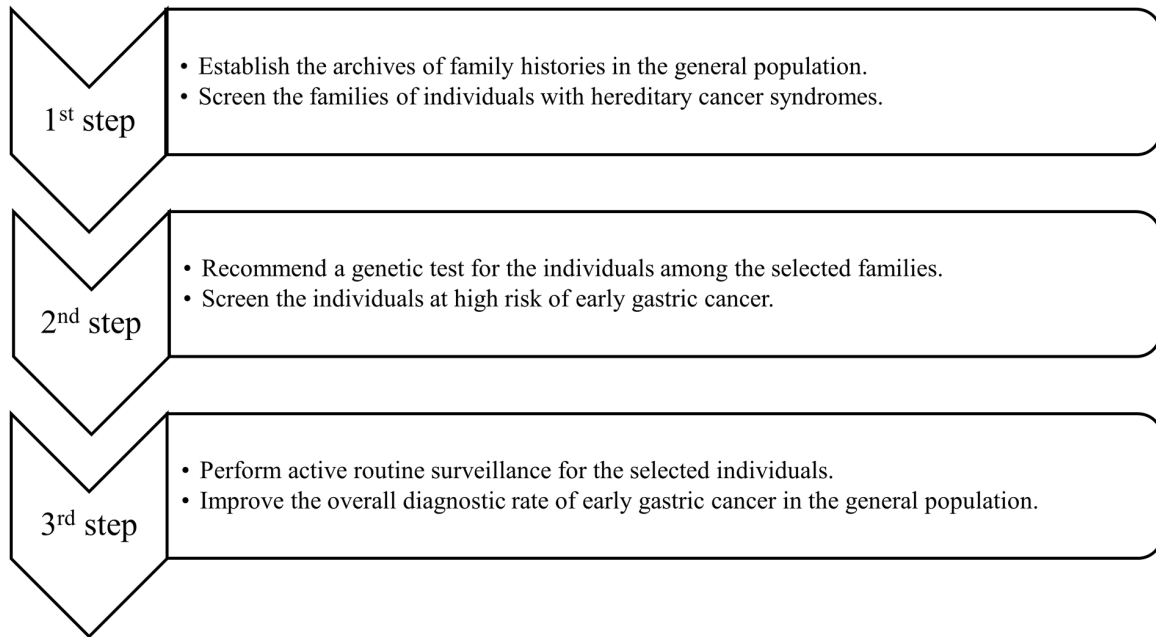 1st step
• Establish the archives of family histories in the general population.
• Screen the families of individuals with hereditary cancer syndromes.
2nd step
• Recommend a genetic test for the individuals among the selected families.
• Screen the individuals at high risk of early gastric cancer.
3rd step
• Perform active routine surveillance for the selected individuals.
• Improve the overall diagnostic rate of early gastric cancer in the general population.